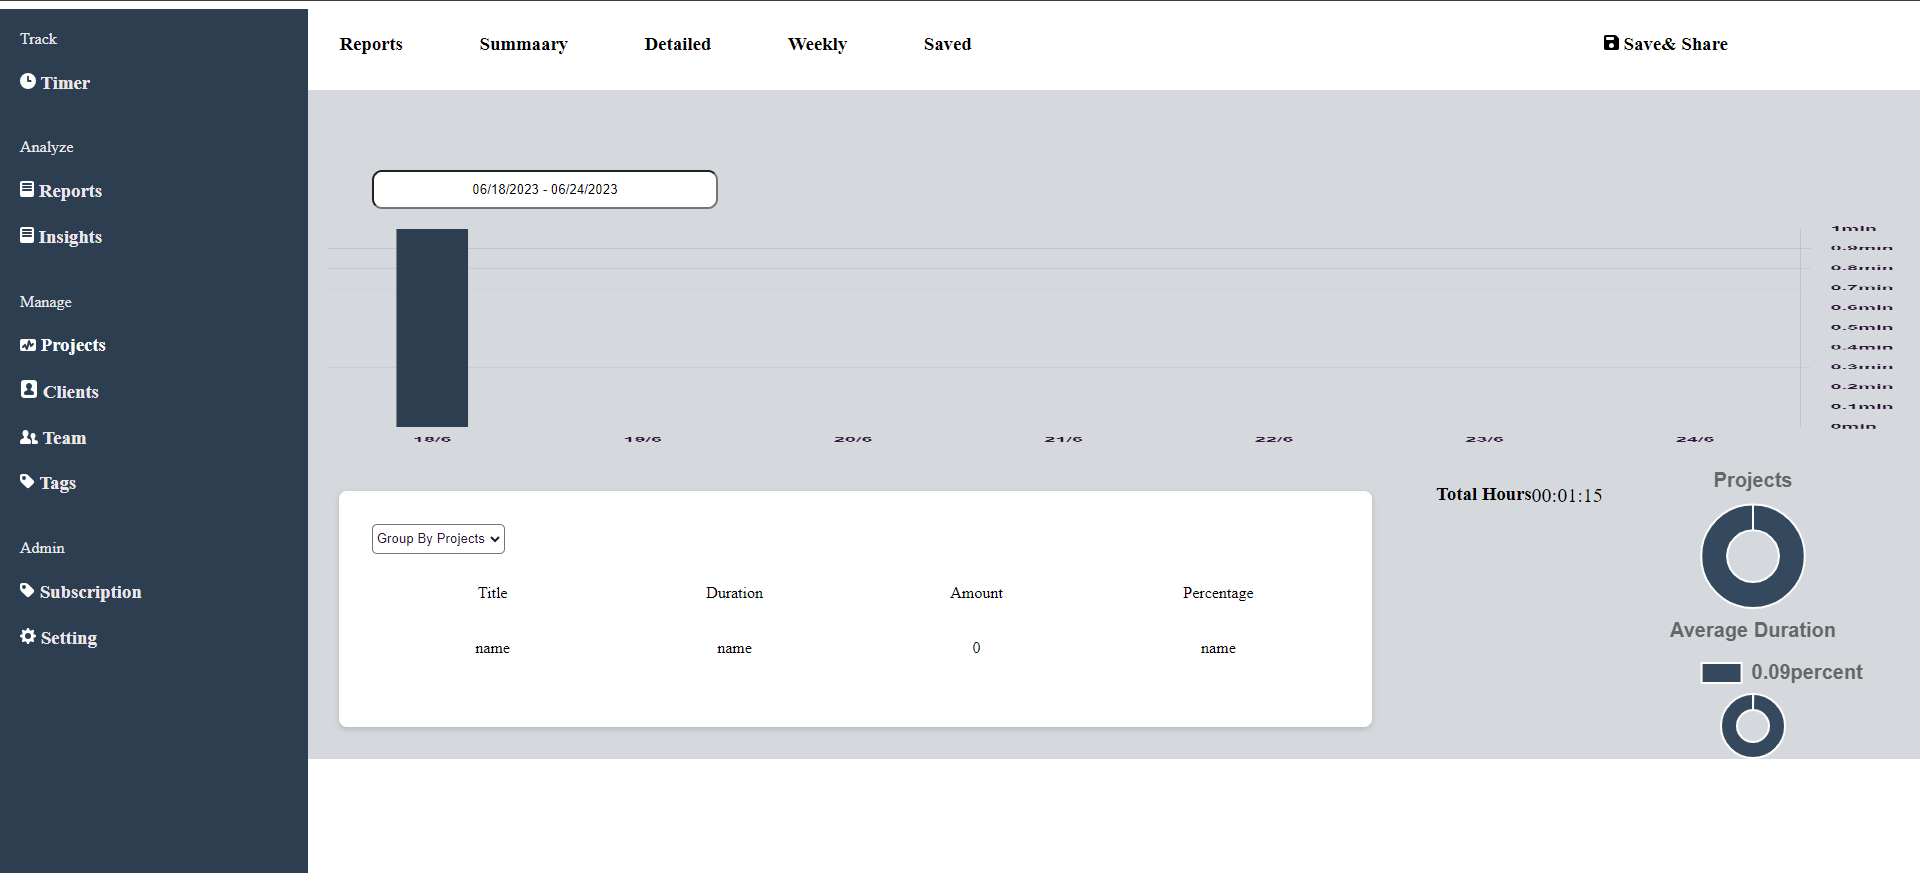 Track
Timer
Analyze
Reports
Insights
Manage
Projects
Clients
Team
Tags
Admin
Subscription
Setting
Reports Summaary Detailed Weekly Saved Save& Share
06/18/2023 - 06/24/2023
1min
0.9min
0.8min
0.7min
0.6min
0.5min
0.4min
0.3min
0.2min
0.1min
0min
18/6 19/6 20/6 21/6 22/6 23/6 24/6
Group By Projects
Title Duration Amount Percentage
name name 0 name
Total Hours00:01:15
Projects
Average Duration
0.09percent